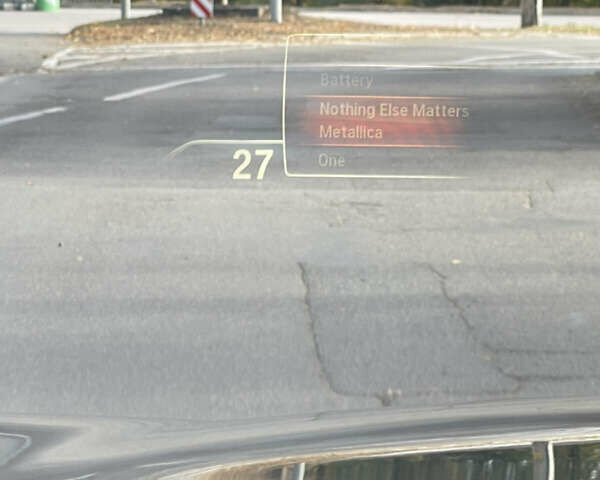 Battery
Nothing Else Matters
Metallica
One
27